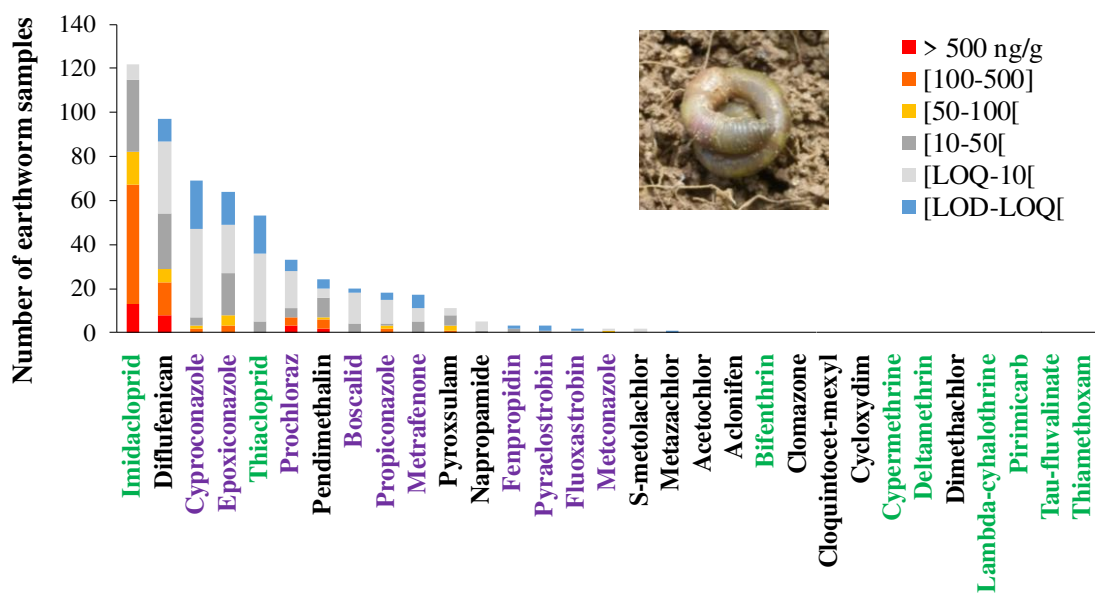 Number of earthworm samples
140
120
100
80
60
40
20
0
> 500 ng/g
[100-500]
[50-100[
[10-50[
[LOQ-10[
[LOD-LOQ[
Imidacloprid
Diflufenican
Cyproconazole
Epoxiconazole
Thiacloprid
Prochloraz
Pendimethalin
Boscalid
Propiconazole
Metrafenone
Pyroxsulam
Napropamide
Fenpropidin
Pyraclostrobin
Fluoxastrobin
Metconazole
S-metolachlor
Metazachlor
Acetochlor
Aclonifen
Bifenthrin
Clomazone
Cloquintocet-mexyl
Cycloxydim
Cypermethrine
Deltamethrin
Dimethachlor
Lambda-cyhalothrine
Pirimicarb
Tau-fluvalinate
Thiamethoxam